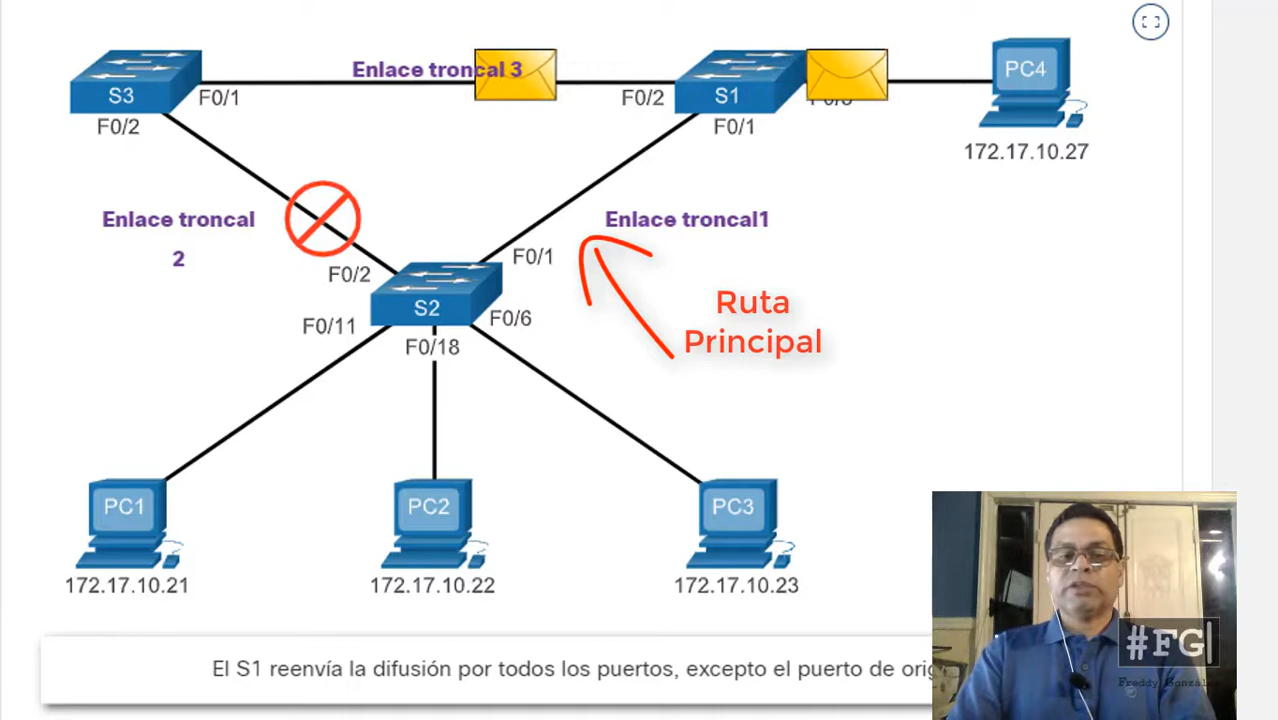 Enlace troncal 3
S3
F0/1
F0/2
S1
PC4
F0/2
F0/1
172.17.10.27
Enlace troncal
2
Enlace troncal1
F0/1
F0/2
S2
F0/11
F0/6
F0/18
Ruta
Principal
PC1
PC2
PC3
172.17.10.21
172.17.10.22
172.17.10.23
#FG
El S1 reenvía la difusión por todos los puertos, excepto el puerto de